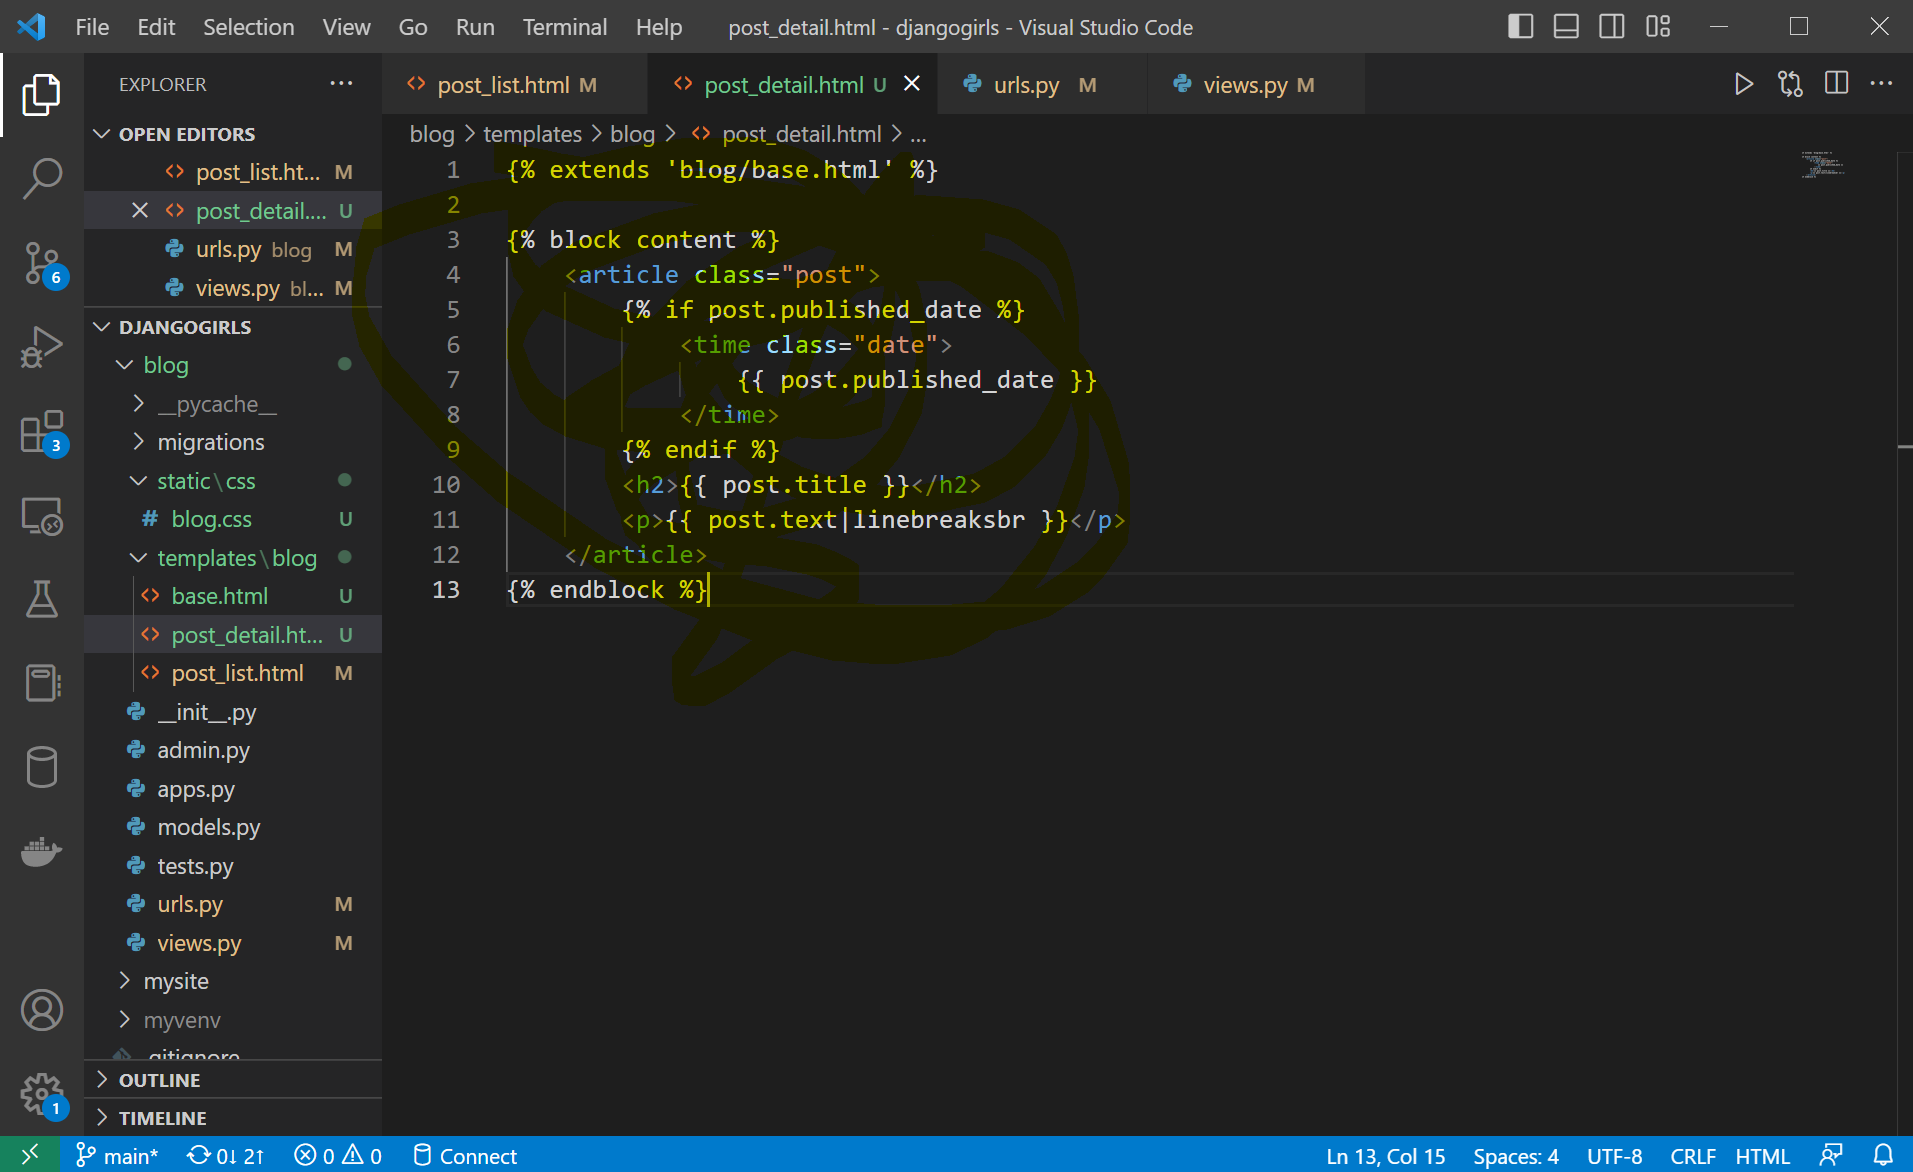 File Edit Selection View Go Run Terminal Help post_detail.html - djangogirls - Visual Studio Code
EXPLORER ...
post_list.html M post_detail.html U urls.py M views.py M
OPEN EDITORS
post_list.ht... M
post_detail.... U
urls.py blog M
views.py bl... M
DJANGOGIRLS
blog
__pycache__
migrations
static\css
# blog.css U
templates\blog
base.html U
post_detail.ht... U
post_list.html M
__init__.py
admin.py
apps.py
models.py
tests.py
urls.py M
views.py M
mysite
myvenv
.gitignore
OUTLINE
TIMELINE
6
3
1
blog > templates > blog > <> post_detail.html > ...
1 {% extends 'blog/base.html' %}
2
3 {% block content %}
4 <article class="post">
5 {% if post.published_date %}
6 <time class="date">
7 {{ post.published_date }}
8 </time>
9 {% endif %}
10 <h2>{{ post.title }}</h2>
11 <p>{{ post.text|linebreaksbr }}</p>
12 </article>
13 {% endblock %}
main* 0↓ 2↑ 0 0 Connect Ln 13, Col 15 Spaces: 4 UTF-8 CRLF HTML